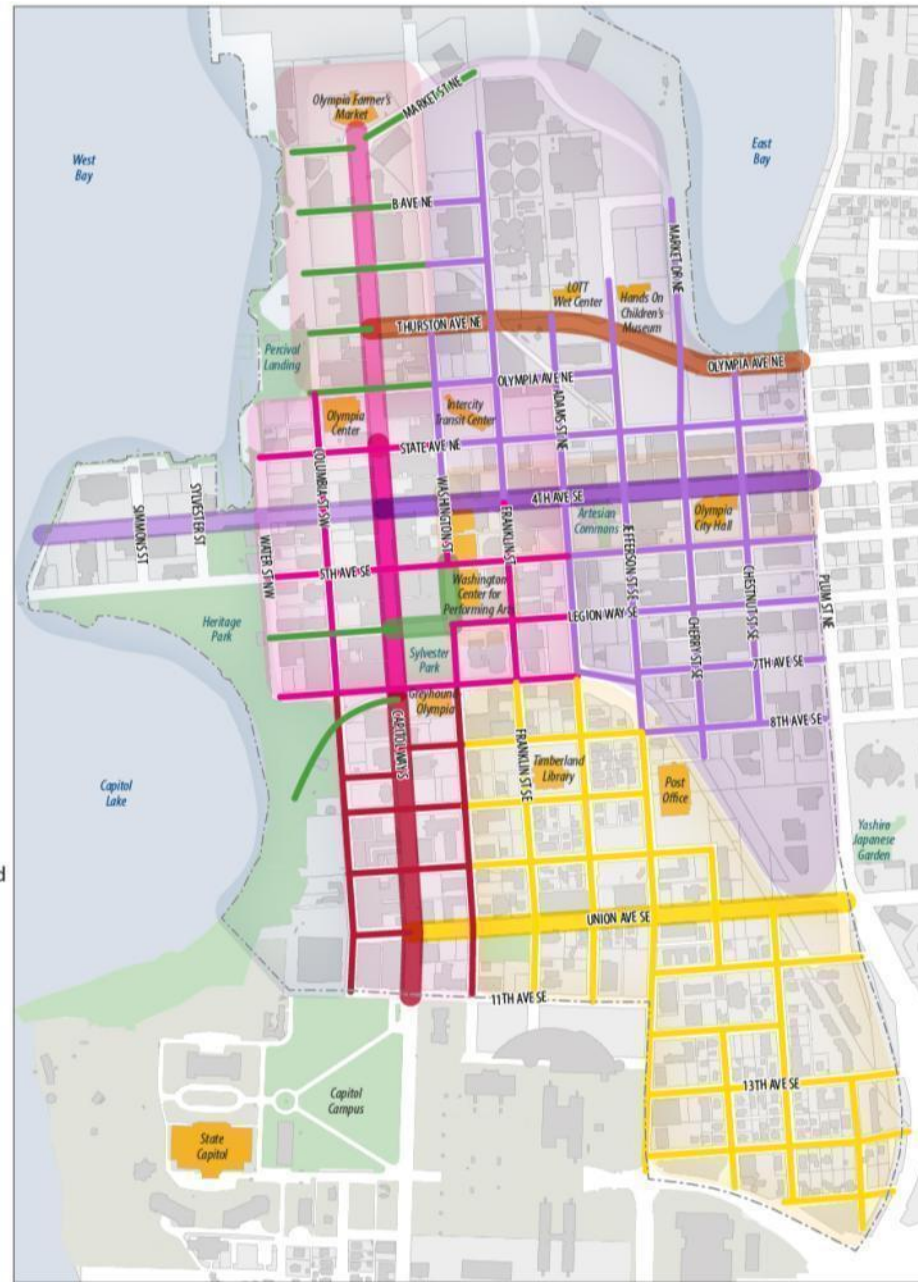 Olympia Farmer's
Market
MARKET ST NE
West
Bay
East
Bay
B AVE NE
MARKET DR NE
LOTT
Wet Center
Hands On
Children's
Museum
THURSTON AVE NE
Percival
Landing
OLYMPIA AVE NE
OLYMPIA AVE NE
ADAMS ST NE
Olympia
Center
Intercity
Transit Center
STATE AVE NE
COLUMBIA ST SW
WASHINGTON ST
SYLVESTER ST
SIMMONS ST
4TH AVE SE
Artesian
Commons
Olympia
City Hall
FRANKLIN ST
WATER ST NW
JEFFERSON ST SE
5TH AVE SE
Washington
Center for
Performing Arts
CHESTNUT ST SE
PLUM ST NE
LEGION WAY SE
Heritage
Park
CHERRY ST SE
Sylvester
Park
7TH AVE SE
Greyhound
Olympia
8TH AVE SE
CAPITOL WAY S
FRANKLIN ST SE
Timberland
Library
Post
Office
Capitol
Lake
Yashiro
Japanese
Garden
d
UNION AVE SE
11TH AVE SE
13TH AVE SE
Capitol
Campus
State
Capitol